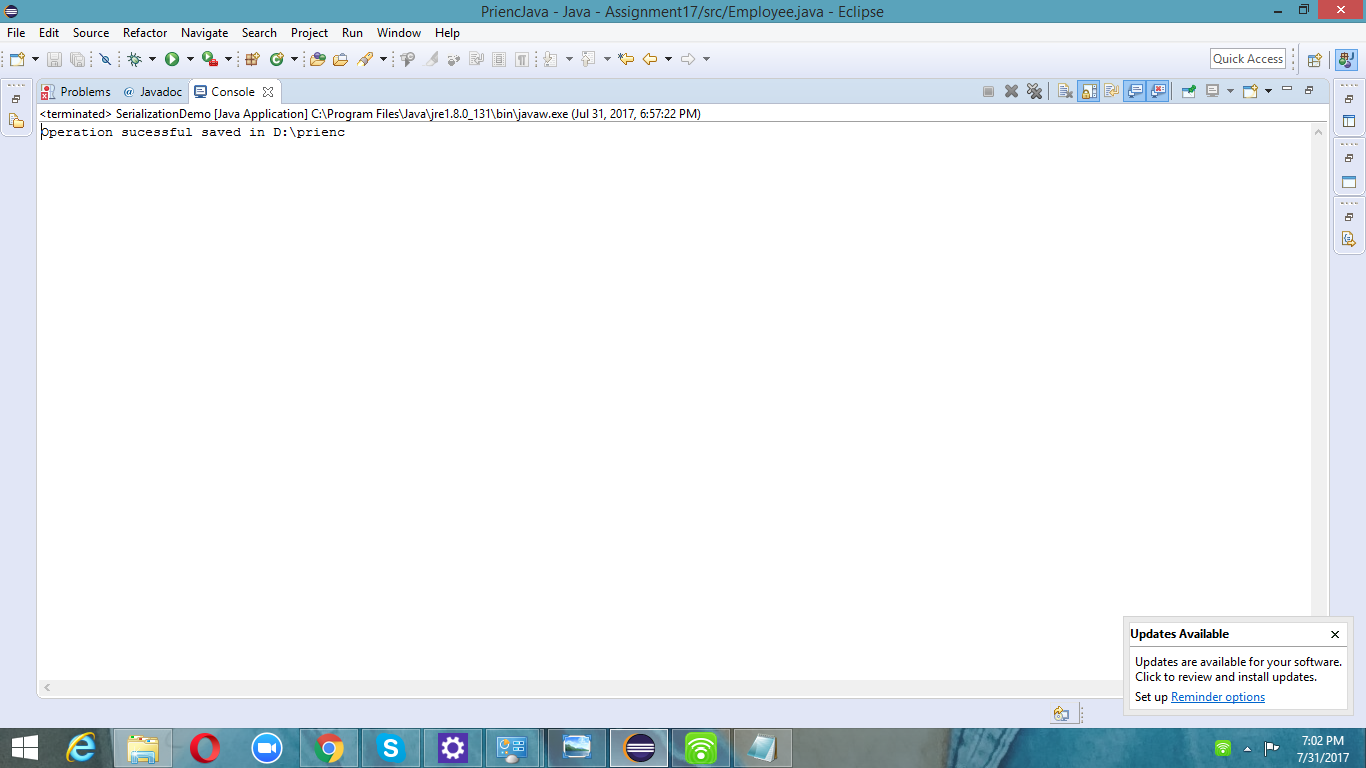 PriencJava - Java - Assignment17/src/Employee.java - Eclipse
File Edit Source Refactor Navigate Search Project Run Window Help
Quick Access
Problems @ Javadoc Console
<terminated> SerializationDemo [Java Application] C:\Program Files\Java\jre1.8.0_131\bin\javaw.exe (Jul 31, 2017, 6:57:22 PM)
Operation sucessful saved in D:\prienc
Updates Available
Updates are available for your software.
Click to review and install updates.
Set up Reminder options
7:02 PM
7/31/2017